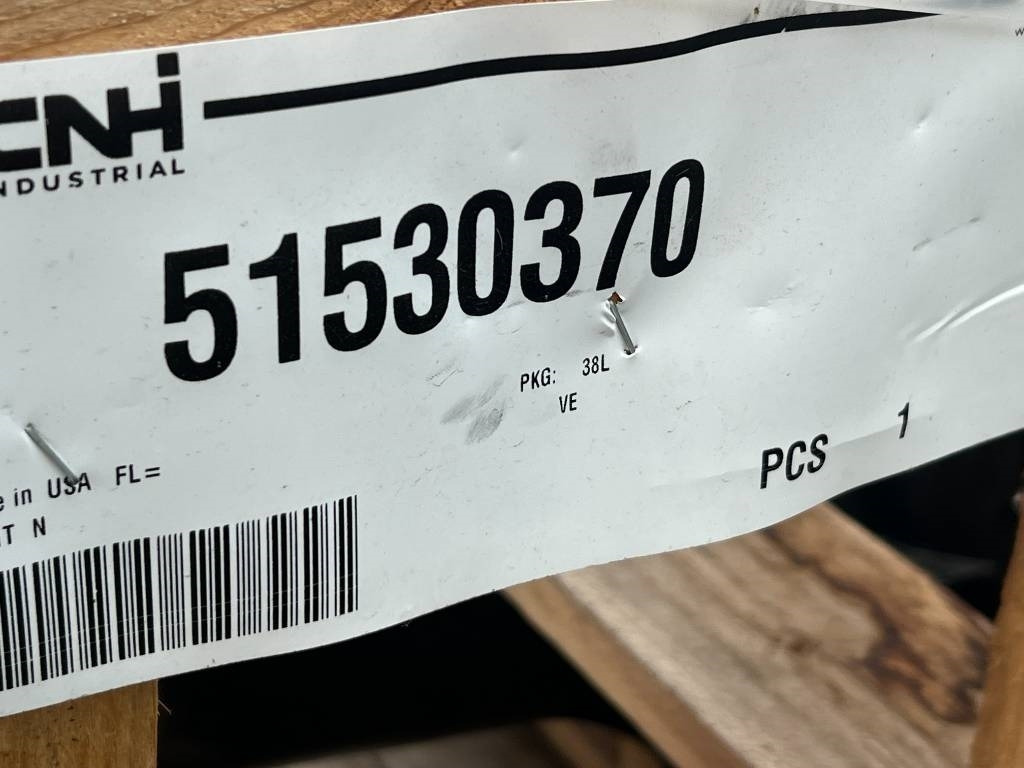 CNH
INDUSTRIAL
51530370
PKG: 38L
VE
PCS 1
e in USA FL=
T N